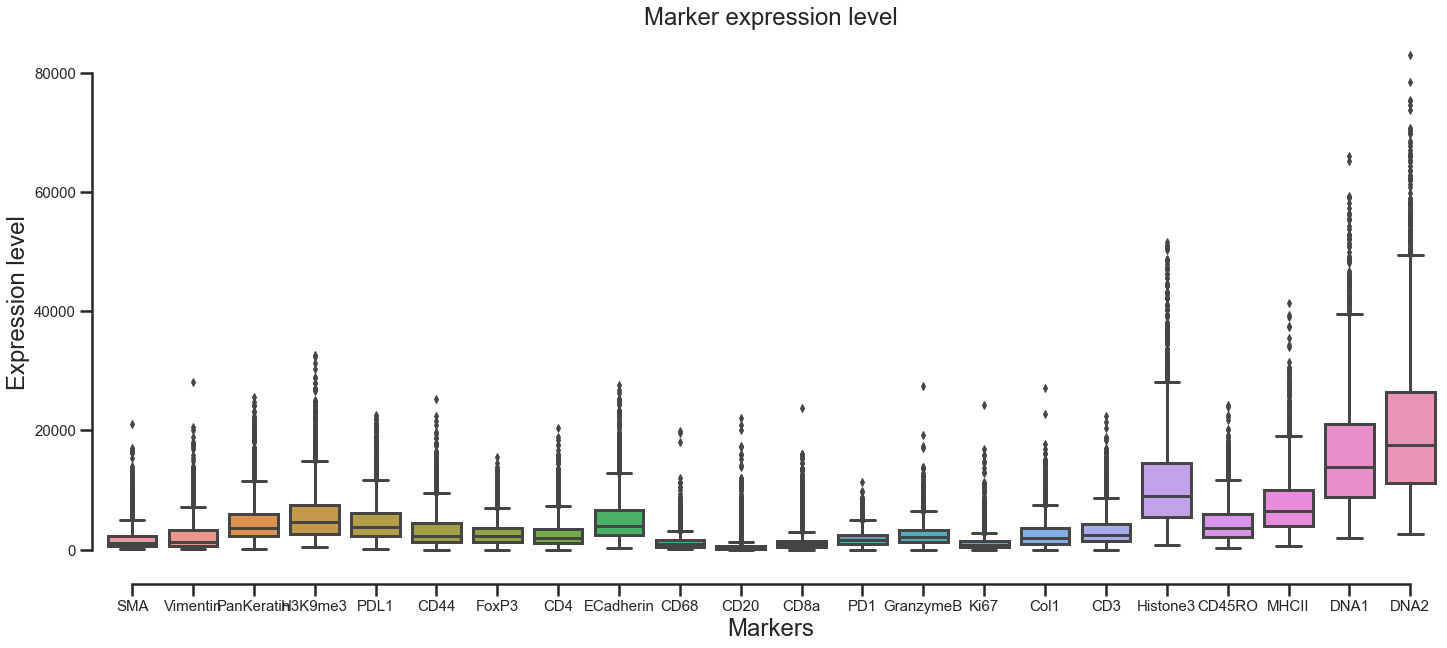 Marker expression level
Expression level
80000
60000
40000
20000
0
SMA Vimentin PanKeratin H3K9me3 PDL1 CD44 FoxP3 CD4 ECadherin CD68 CD20 CD8a PD1 GranzymeB Ki67 Col1 CD3 Histone3 CD45RO MHCII DNA1 DNA2
Markers